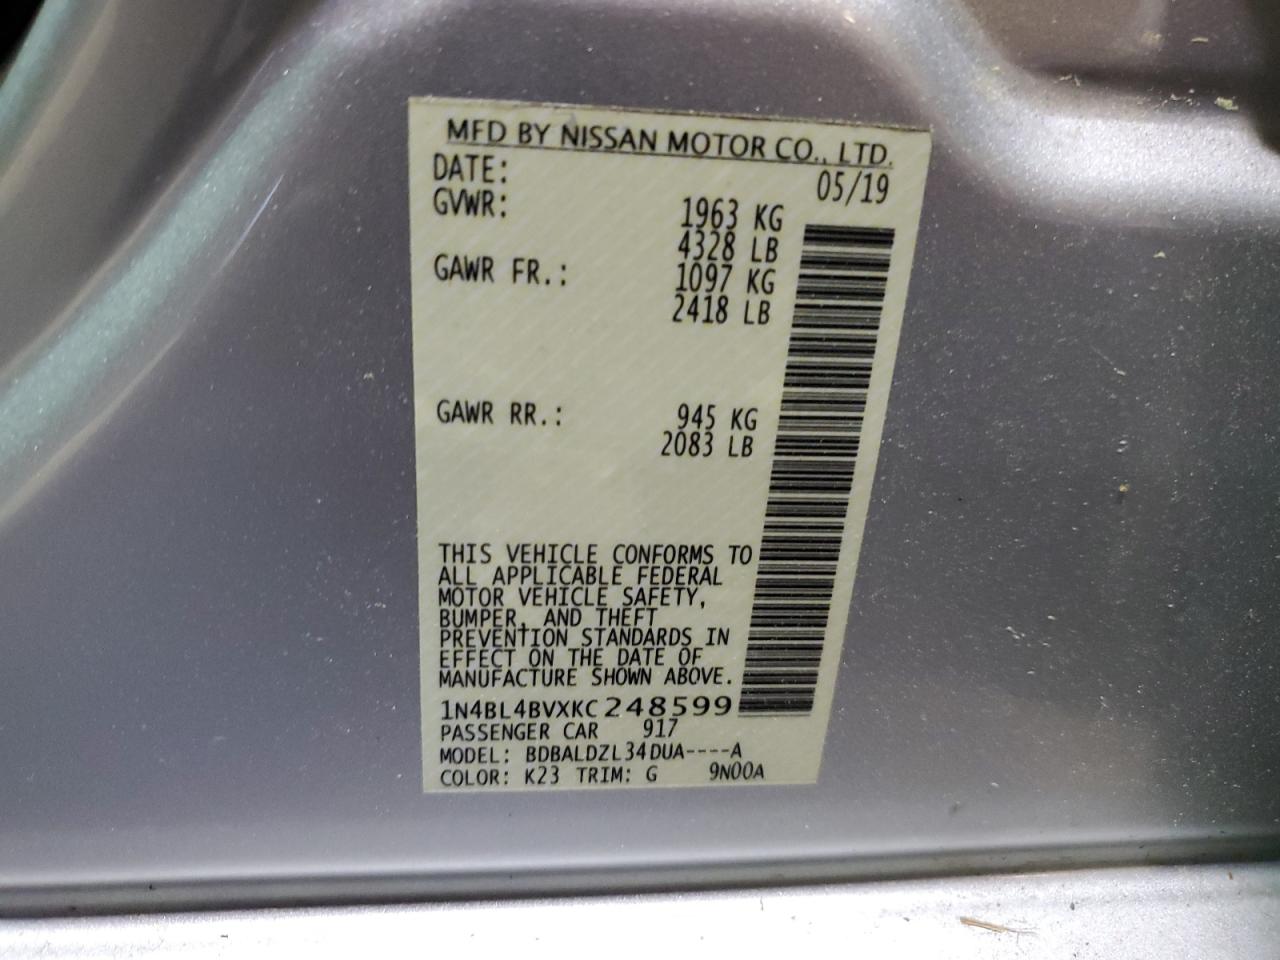 MFD BY NISSAN MOTOR CO., LTD.
DATE: 05/19
GVWR: 1963 KG
4328 LB
GAWR FR.: 1097 KG
2418 LB
GAWR RR.: 945 KG
2083 LB
THIS VEHICLE CONFORMS TO
ALL APPLICABLE FEDERAL
MOTOR VEHICLE SAFETY,
BUMPER, AND THEFT
PREVENTION STANDARDS IN
EFFECT ON THE DATE OF
MANUFACTURE SHOWN ABOVE.
1N4BL4BVXKC248599
PASSENGER CAR 917
MODEL: BDBALDZL34DUA----A
COLOR: K23 TRIM: G 9N00A